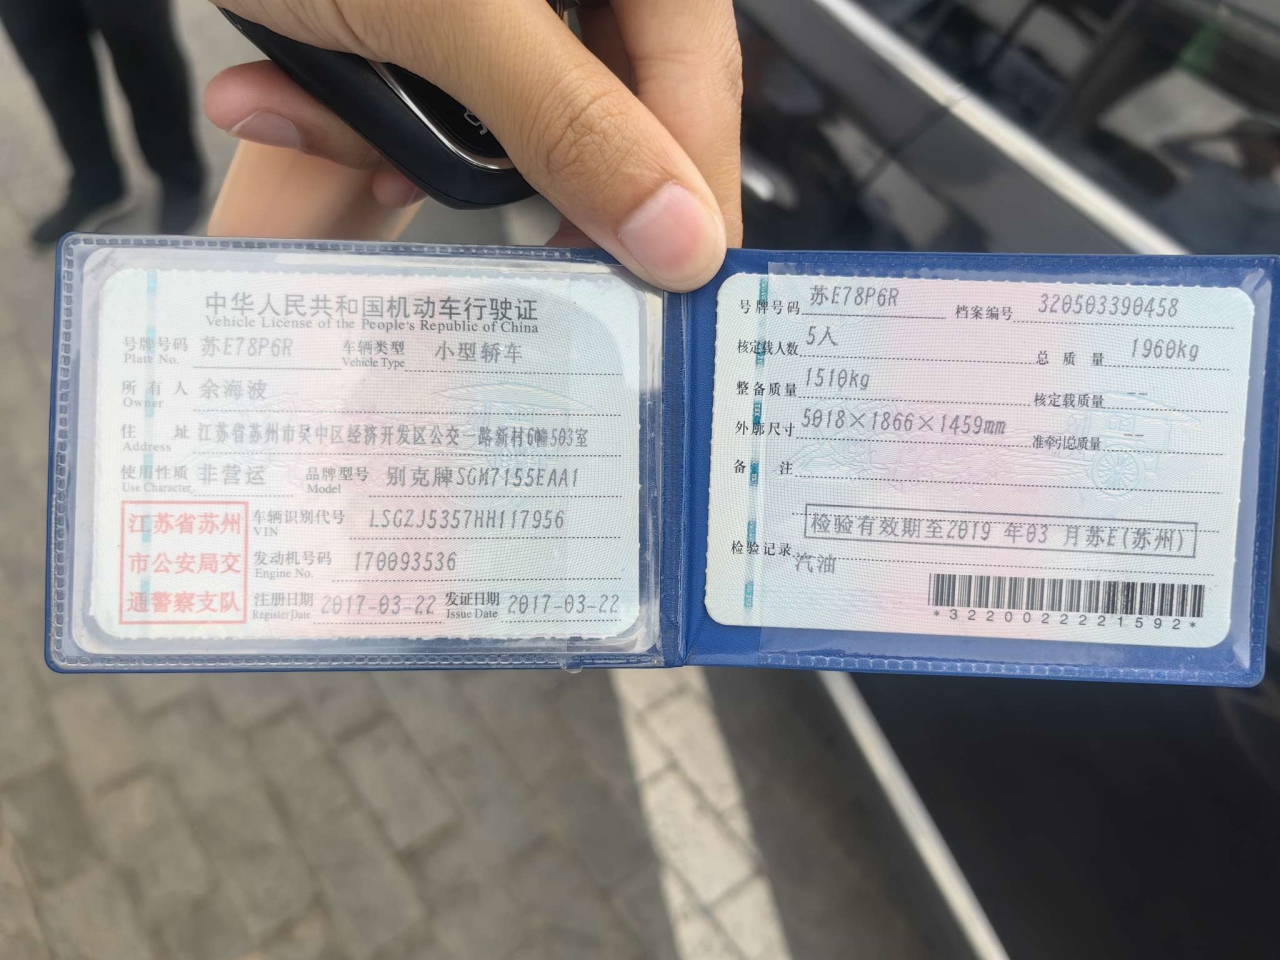 中华人民共和国机动车行驶证
Vehicle License of the People's Republic of China
号牌号码 苏E78P6R 车辆类型 小型轿车
Plate No. Vehicle Type
所有人 余海波
Owner
住址 江苏省苏州市吴中区经济开发区公交一路新村6幢503室
Address
使用性质 非营运 品牌型号 别克牌SGM7155EAA1
Use Character Model
江苏省苏州
市公安局交
通警察支队
车辆识别代号 LSGZJ5357HH117956
VIN
发动机号码 170093536
Engine No.
注册日期 2017-03-22 发证日期 2017-03-22
Register Date Issue Date
号牌号码 苏E78P6R 档案编号 320503390458
核定载人数 5人 总质量 1960kg
整备质量 1510kg 核定载质量 --
外廓尺寸 5018×1866×1459mm 准牵引总质量 --
备注
检验有效期至2019 年03 月苏E(苏州)
检验记录
汽油
*3220022221592*